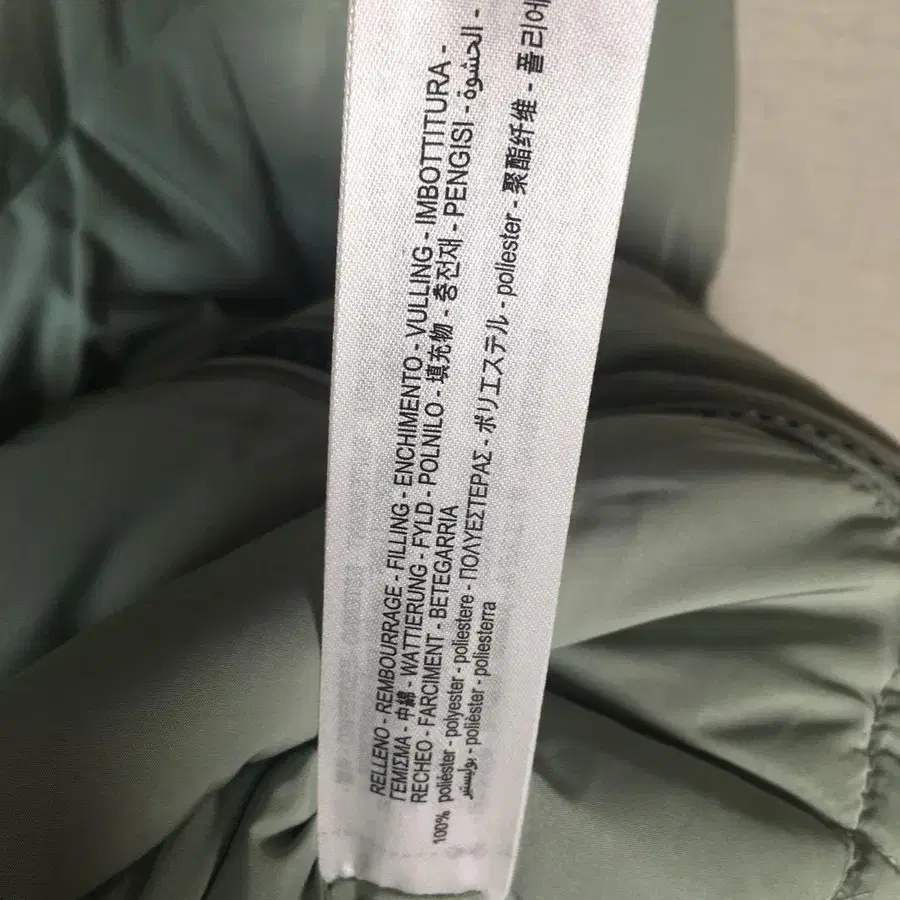 RELLENO - REMBOURRAGE - FILLING - ENCHIMENTO - VULLING - IMBOTTITURA -
ΓΕΜΙΣΜΑ - 中綿 - WATTIERUNG - FYLD - POLNILO - 填充物 - 충전재 - PENGISI - الحشوة -
RECHEO - FARCIMENT - BETEGARRIA
100% poliéster - polyester - poliestere - ΠΟΛΥΕΣΤΕΡΑΣ - ポリエステル - poliester - 聚酯纤维 - 폴리에
بوليستير - polièster - poliesterra